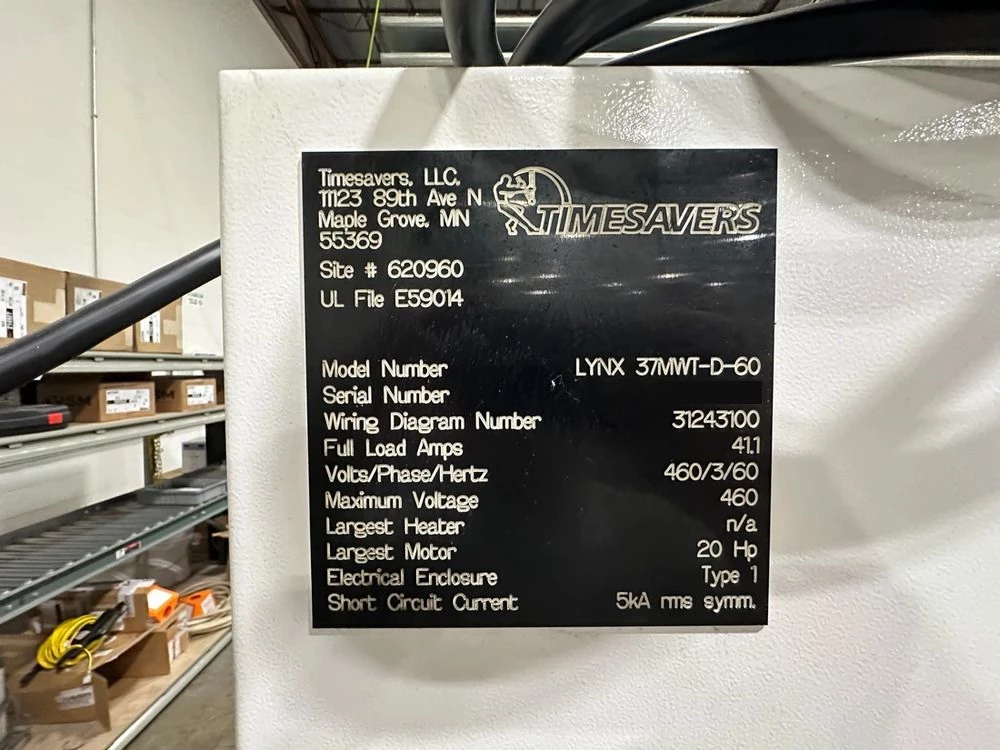 Timesavers, LLC.
11123 89th Ave N
Maple Grove, MN
55369
TIMESAVERS
Site # 620960
UL File E59014
Model Number LYNX 37MWT-D-60
Serial Number
Wiring Diagram Number 31243100
Full Load Amps 41.1
Volts/Phase/Hertz 460/3/60
Maximum Voltage 460
Largest Heater n/a
Largest Motor 20 Hp
Electrical Enclosure Type 1
Short Circuit Current 5kA rms symm.